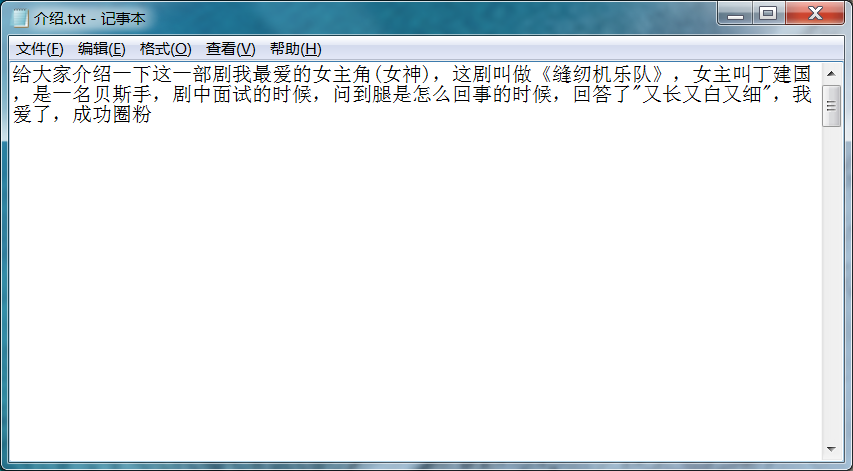 介绍.txt - 记事本
文件(F) 编辑(E) 格式(O) 查看(V) 帮助(H)
给大家介绍一下这一部剧我最爱的女主角(女神)，这剧叫做《缝纫机乐队》，女主叫丁建国
，是一名贝斯手，剧中面试的时候，问到腿是怎么回事的时候，回答了"又长又白又细"，我
爱了，成功圈粉